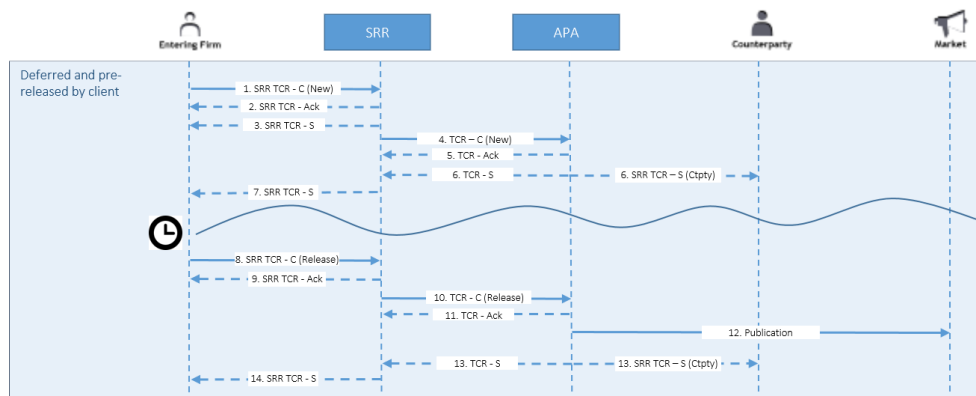 SRR
APA
Entering Firm
Counterparty
Market
Deferred and pre-
released by client
1. SRR TCR - C (New)
2. SRR TCR - Ack
3. SRR TCR - S
4. TCR – C (New)
5. TCR - Ack
6. TCR - S
6. SRR TCR – S (Ctpty)
7. SRR TCR - S
8. SRR TCR - C (Release)
9. SRR TCR - Ack
10. TCR - C (Release)
11. TCR - Ack
12. Publication
13. TCR - S
13. SRR TCR – S (Ctpty)
14. SRR TCR - S